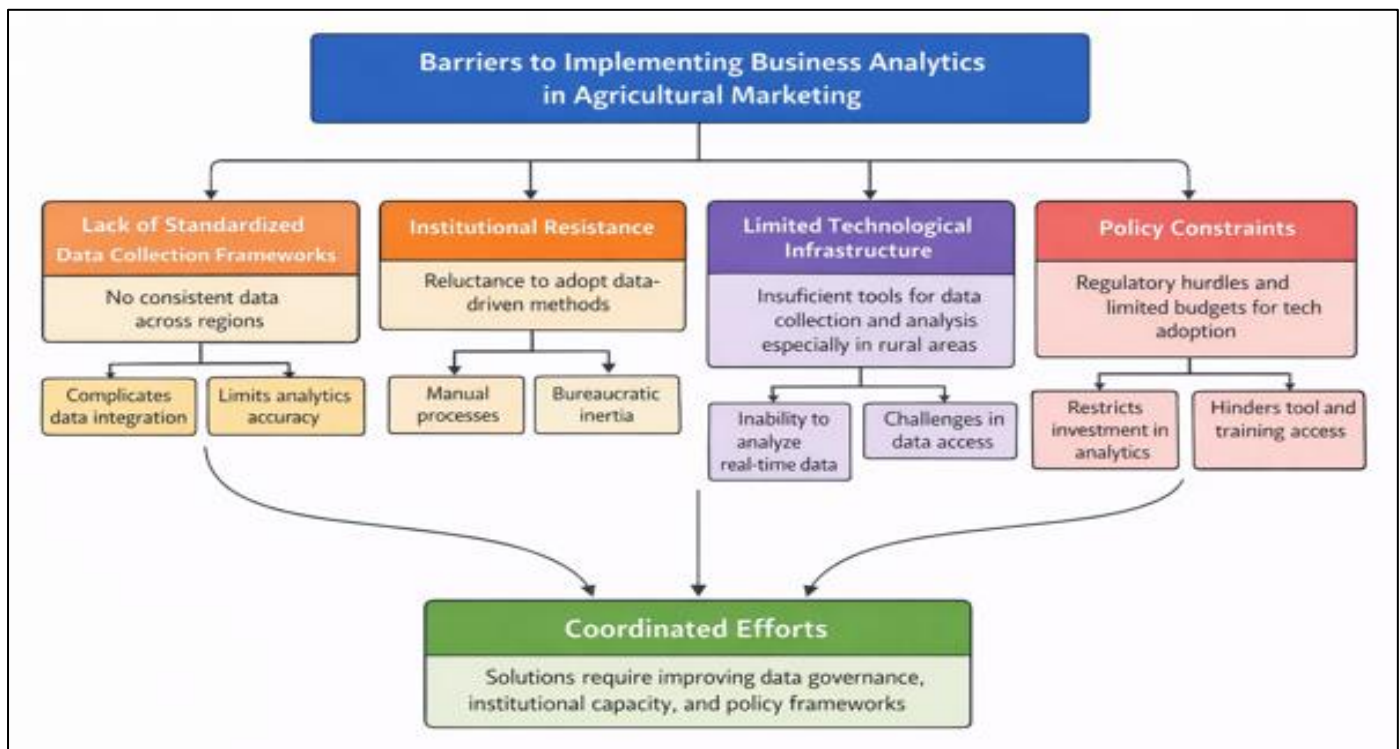 Barriers to Implementing Business Analytics
in Agricultural Marketing
Lack of Standardized
Data Collection Frameworks
No consistent data
across regions
Complicates
data integration
Limits analytics
accuracy
Institutional Resistance
Reluctance to adopt data-
driven methods
Manual
processes
Bureaucratic
inertia
Limited Technological
Infrastructure
Insuficient tools for data
collection and analysis
especially in rural areas
Inability to
analyze
real-time data
Challenges in
data access
Policy Constraints
Regulatory hurdles and
limited budgets for tech
adoption
Restricts
investment in
analytics
Hinders tool and
training access
Coordinated Efforts
Solutions require improving data governance,
institutional capacity, and policy frameworks